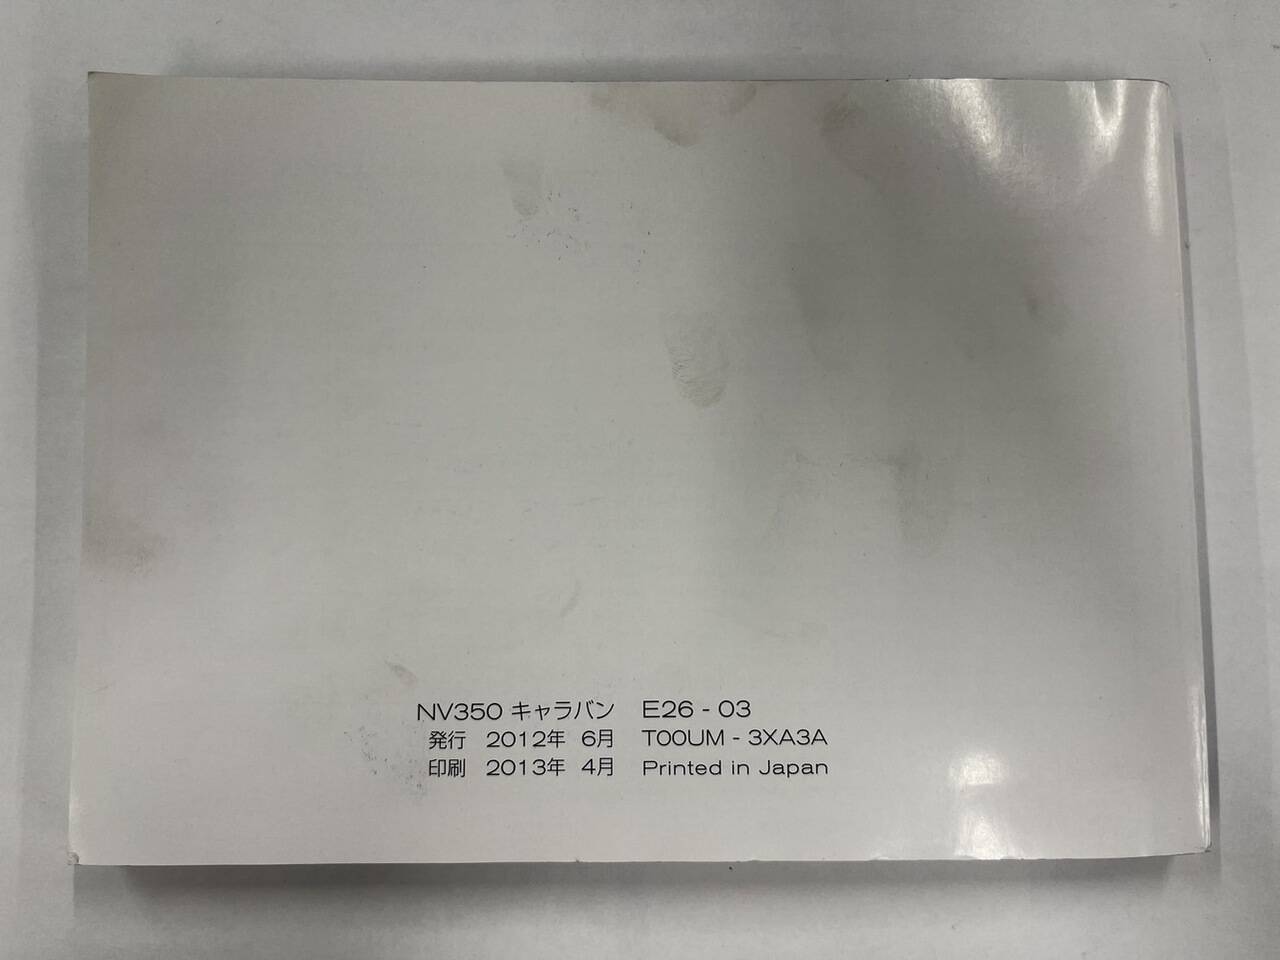 NV350 キャラバン E26 - 03
発行 2012年 6月 T00UM - 3XA3A
印刷 2013年 4月 Printed in Japan